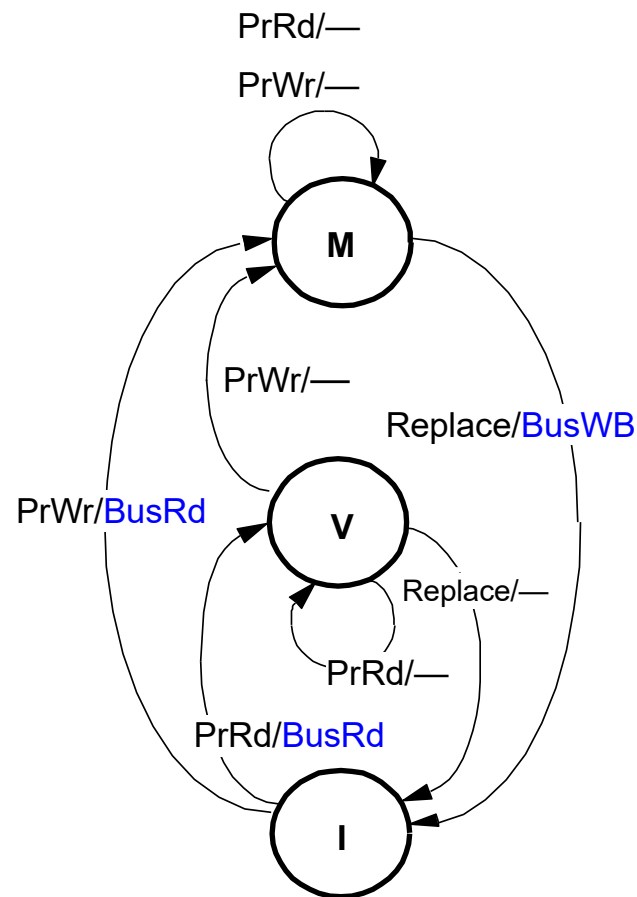 PrRd/—
PrWr/—
M
PrWr/—
Replace/BusWB
PrWr/BusRd
V
Replace/—
PrRd/—
PrRd/BusRd
I